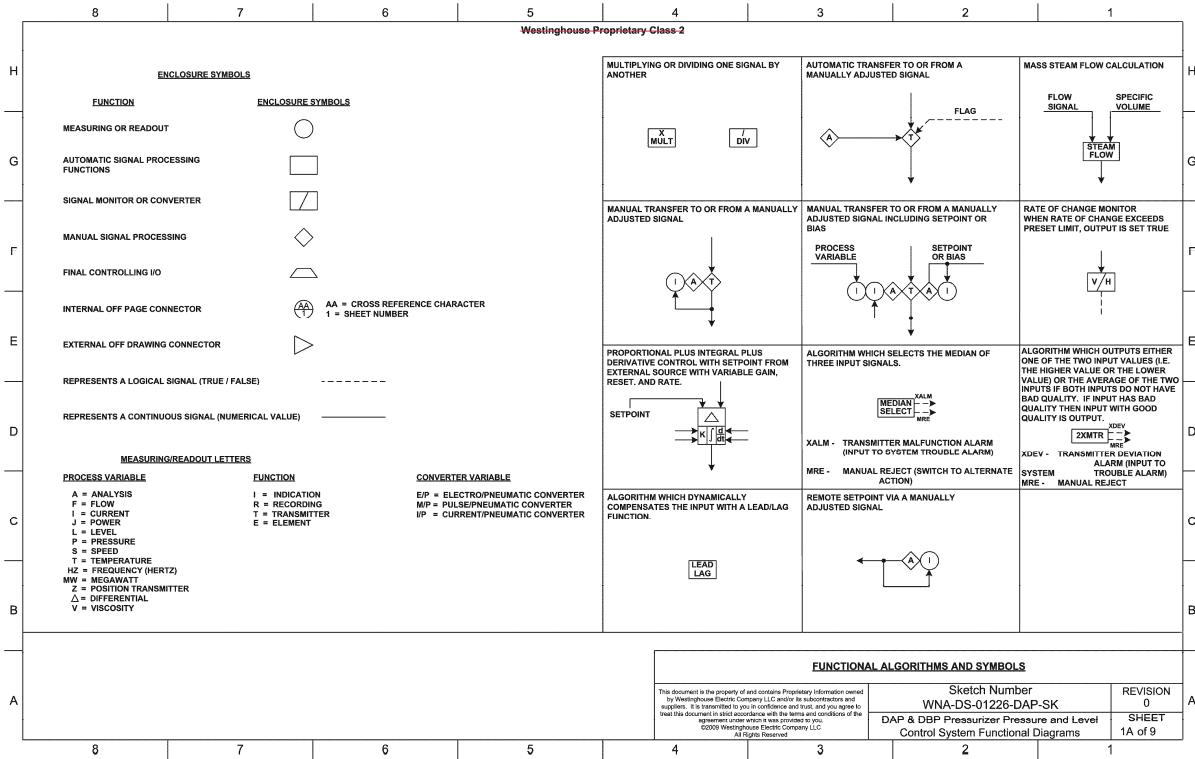 8 7 6 5 4 3 2 1
Westinghouse Proprietary Class 2
H
G
F
E
D
C
B
A
ENCLOSURE SYMBOLS
FUNCTION
ENCLOSURE SYMBOLS
MEASURING OR READOUT
AUTOMATIC SIGNAL PROCESSING
FUNCTIONS
SIGNAL MONITOR OR CONVERTER
MANUAL SIGNAL PROCESSING
FINAL CONTROLLING I/O
INTERNAL OFF PAGE CONNECTOR
AA
1
AA = CROSS REFERENCE CHARACTER
1 = SHEET NUMBER
EXTERNAL OFF DRAWING CONNECTOR
REPRESENTS A LOGICAL SIGNAL (TRUE / FALSE)
REPRESENTS A CONTINUOUS SIGNAL (NUMERICAL VALUE)
MEASURING/READOUT LETTERS
PROCESS VARIABLE
A = ANALYSIS
F = FLOW
I = CURRENT
J = POWER
L = LEVEL
P = PRESSURE
S = SPEED
T = TEMPERATURE
HZ = FREQUENCY (HERTZ)
MW = MEGAWATT
Z = POSITION TRANSMITTER
△ = DIFFERENTIAL
V = VISCOSITY
FUNCTION
I = INDICATION
R = RECORDING
T = TRANSMITTER
E = ELEMENT
CONVERTER VARIABLE
E/P = ELECTRO/PNEUMATIC CONVERTER
M/P = PULSE/PNEUMATIC CONVERTER
I/P = CURRENT/PNEUMATIC CONVERTER
MULTIPLYING OR DIVIDING ONE SIGNAL BY
ANOTHER
X
MULT
/
DIV
AUTOMATIC TRANSFER TO OR FROM A
MANUALLY ADJUSTED SIGNAL
FLAG
A
T
MASS STEAM FLOW CALCULATION
FLOW
SIGNAL
SPECIFIC
VOLUME
STEAM
FLOW
MANUAL TRANSFER TO OR FROM A MANUALLY
ADJUSTED SIGNAL
I A T
MANUAL TRANSFER TO OR FROM A MANUALLY
ADJUSTED SIGNAL INCLUDING SETPOINT OR
BIAS
PROCESS
VARIABLE
SETPOINT
OR BIAS
I I A T A I
RATE OF CHANGE MONITOR
WHEN RATE OF CHANGE EXCEEDS
PRESET LIMIT, OUTPUT IS SET TRUE
V/H
PROPORTIONAL PLUS INTEGRAL PLUS
DERIVATIVE CONTROL WITH SETPOINT FROM
EXTERNAL SOURCE WITH VARIABLE GAIN,
RESET. AND RATE.
SETPOINT
△
K ∫ d
dt
ALGORITHM WHICH SELECTS THE MEDIAN OF
THREE INPUT SIGNALS.
MEDIAN
SELECT
XALM
MRE
XALM - TRANSMITTER MALFUNCTION ALARM
(INPUT TO SYSTEM TROUBLE ALARM)
MRE - MANUAL REJECT (SWITCH TO ALTERNATE
ACTION)
ALGORITHM WHICH OUTPUTS EITHER
ONE OF THE TWO INPUT VALUES (I.E.
THE HIGHER VALUE OR THE LOWER
VALUE) OR THE AVERAGE OF THE TWO
INPUTS IF BOTH INPUTS DO NOT HAVE
BAD QUALITY. IF INPUT HAS BAD
QUALITY THEN INPUT WITH GOOD
QUALITY IS OUTPUT.
2XMTR
XDEV
MRE
XDEV - TRANSMITTER DEVIATION
ALARM (INPUT TO
SYSTEM TROUBLE ALARM)
MRE - MANUAL REJECT
ALGORITHM WHICH DYNAMICALLY
COMPENSATES THE INPUT WITH A LEAD/LAG
FUNCTION.
LEAD
LAG
REMOTE SETPOINT VIA A MANUALLY
ADJUSTED SIGNAL
A I
H
G
F
E
D
C
B
A
FUNCTIONAL ALGORITHMS AND SYMBOLS
This document is the property of and contains Proprietary Information owned
by Westinghouse Electric Company LLC and/or its subcontractors and
suppliers. It is transmitted to you in confidence and trust, and you agree to
treat this document in strict accordance with the terms and conditions of the
agreement under which it was provided to you.
©2009 Westinghouse Electric Company LLC
All Rights Reserved
Sketch Number
WNA-DS-01226-DAP-SK
REVISION
0
DAP & DBP Pressurizer Pressure and Level
Control System Functional Diagrams
SHEET
1A of 9
8 7 6 5 4 3 2 1